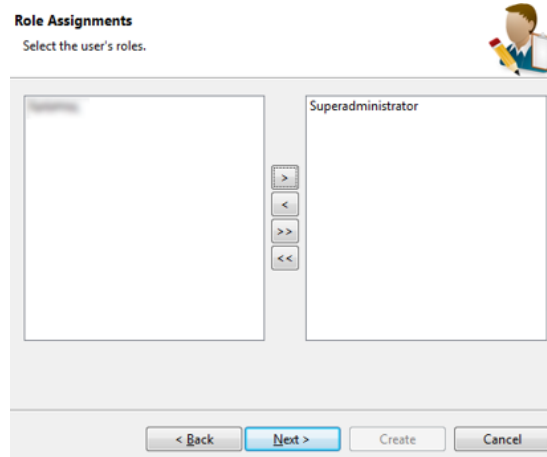 Role Assignments
Select the user's roles.
Superadministrator
>
<
>>
<<
< Back
Next >
Create
Cancel